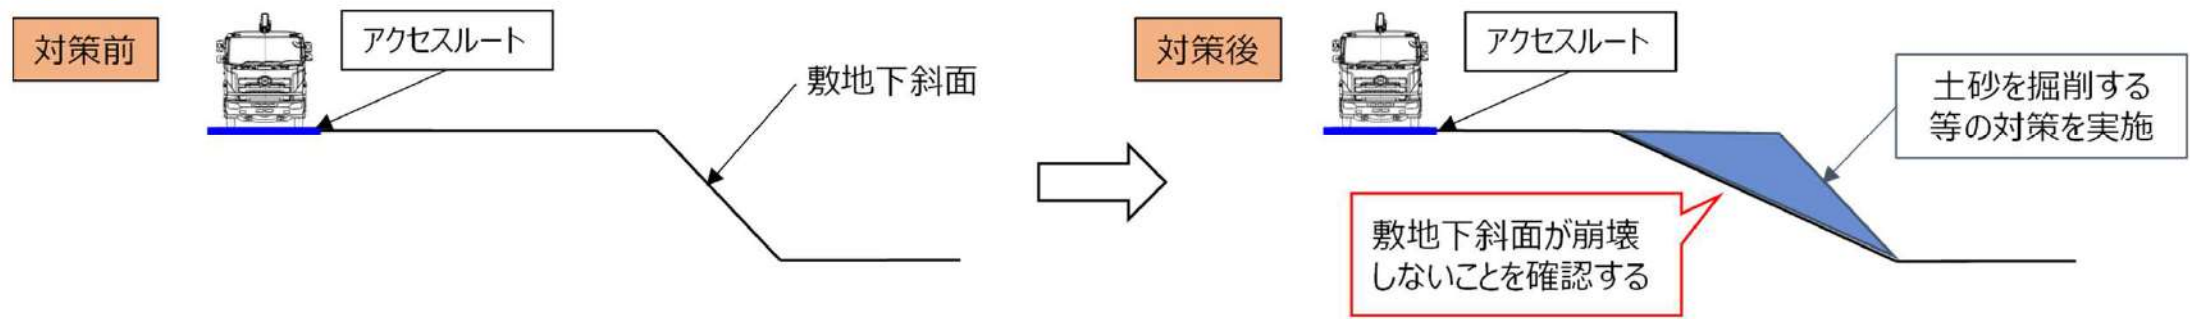 対策前
アクセスルート
敷地下斜面
対策後
アクセスルート
土砂を掘削する
等の対策を実施
敷地下斜面が崩壊
しないことを確認する